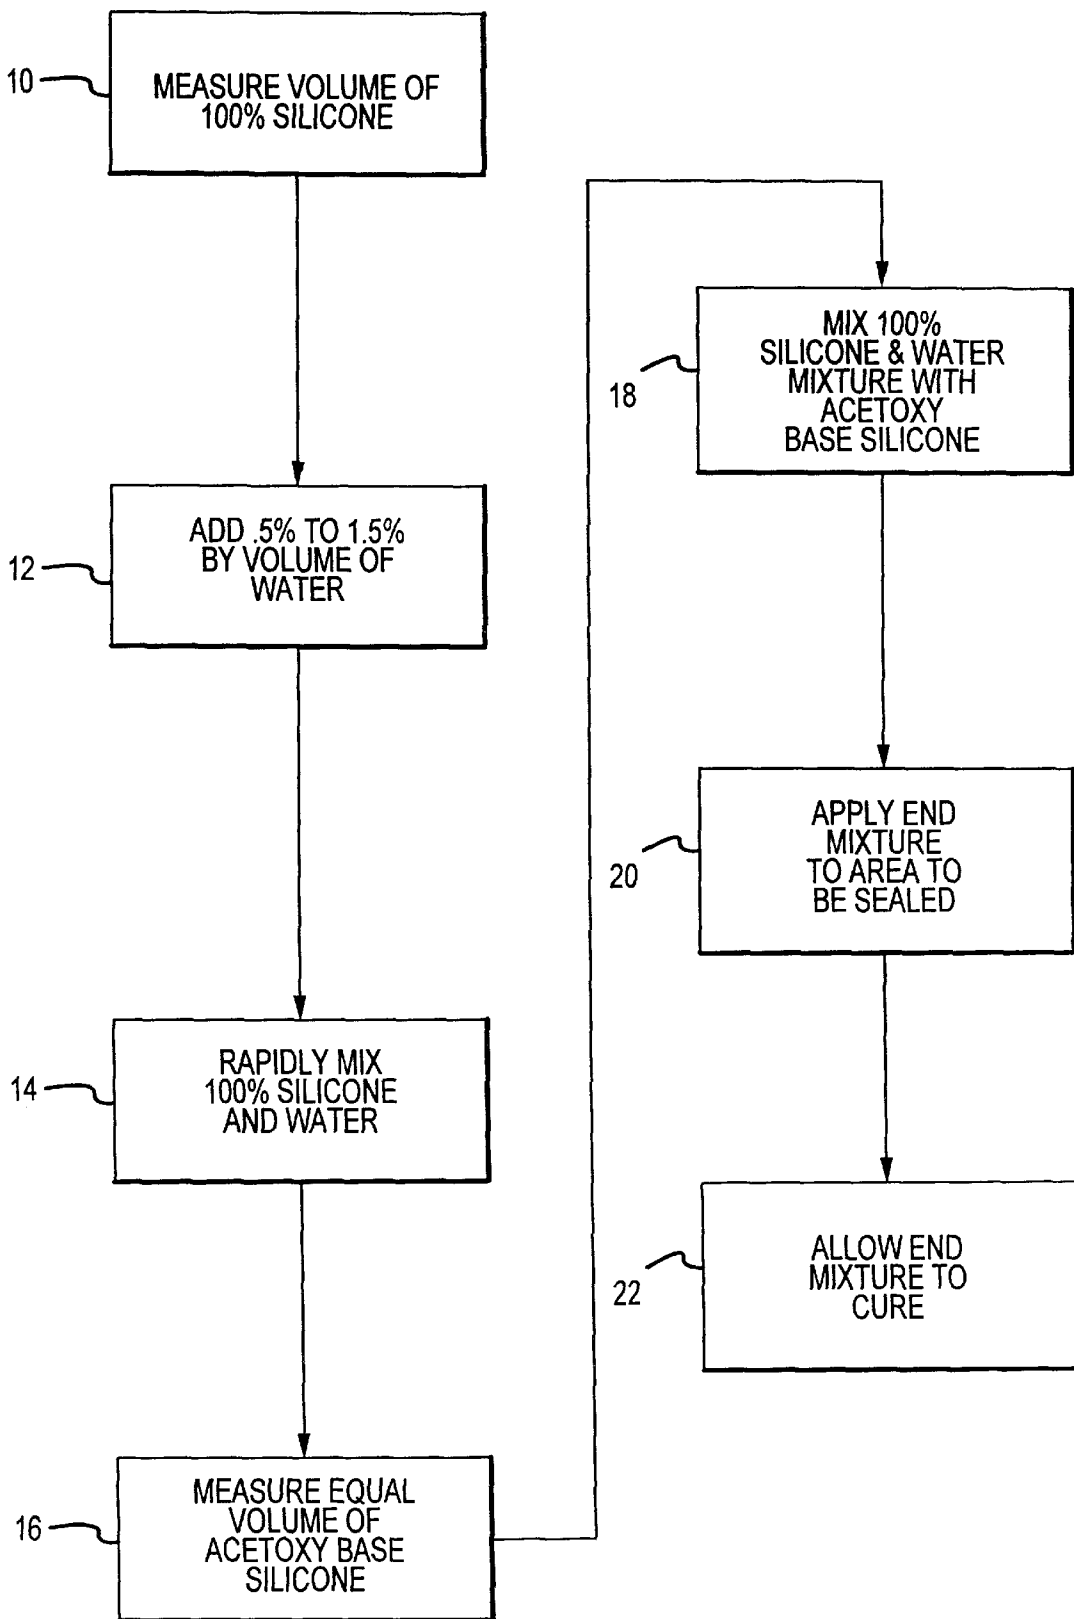 10
MEASURE VOLUME OF
100% SILICONE
12
ADD .5% TO 1.5%
BY VOLUME OF
WATER
14
RAPIDLY MIX
100% SILICONE
AND WATER
16
MEASURE EQUAL
VOLUME OF
ACETOXY BASE
SILICONE
18
MIX 100%
SILICONE & WATER
MIXTURE WITH
ACETOXY
BASE SILICONE
20
APPLY END
MIXTURE
TO AREA TO
BE SEALED
22
ALLOW END
MIXTURE TO
CURE